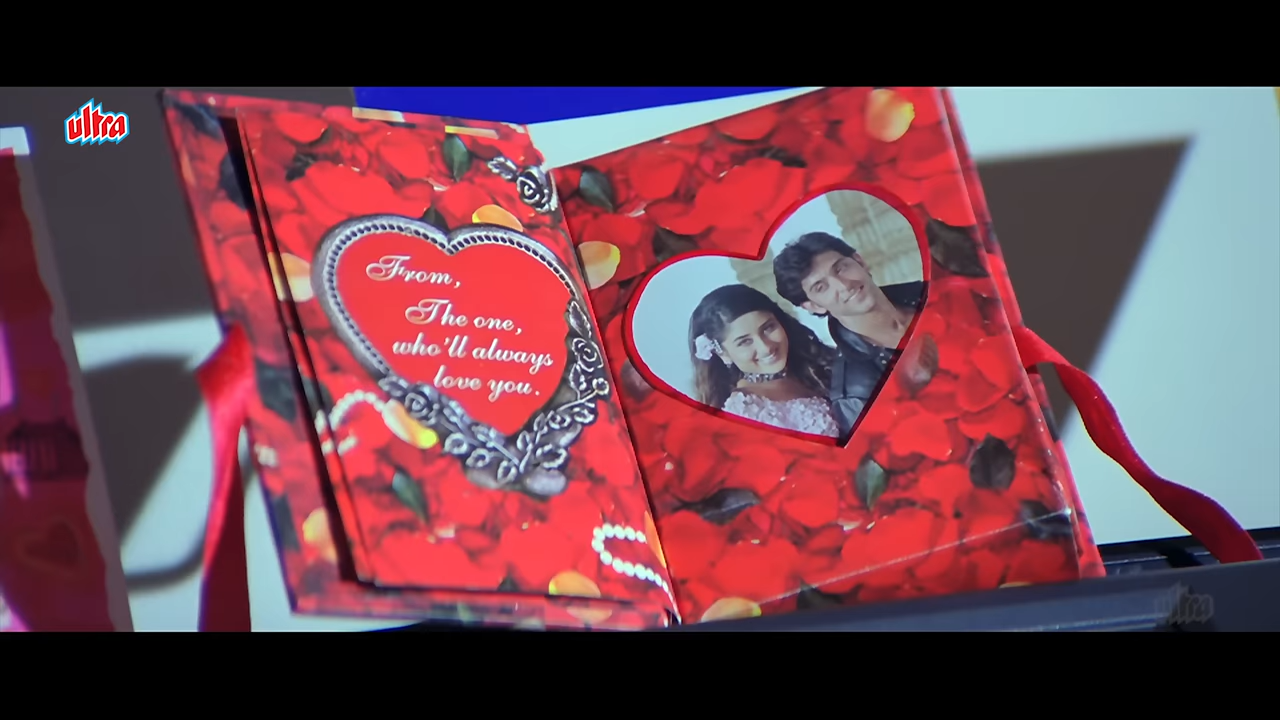 ultra
From,
The one,
who'll always
love you.
ultra